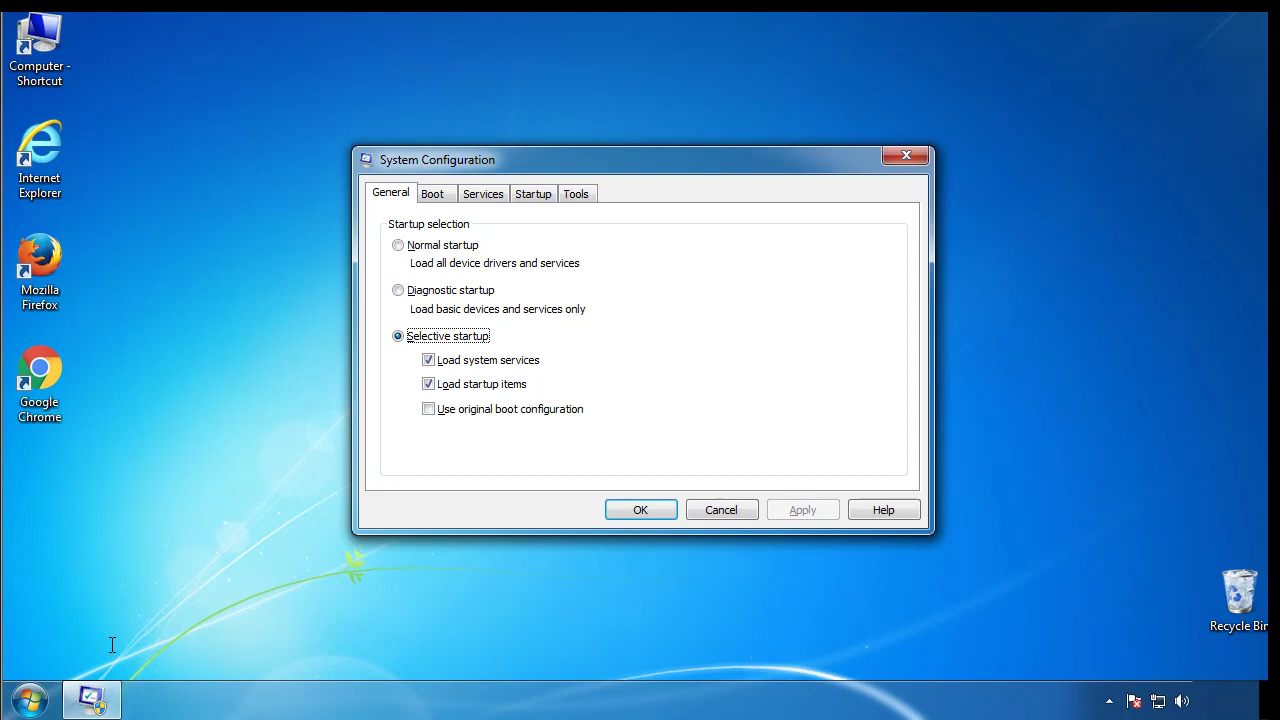 Computer -
Shortcut
Internet
Explorer
Mozilla
Firefox
Google
Chrome
System Configuration
General Boot Services Startup Tools
Startup selection
Normal startup
Load all device drivers and services
Diagnostic startup
Load basic devices and services only
Selective startup
Load system services
Load startup items
Use original boot configuration
OK Cancel Apply Help
Recycle Bin